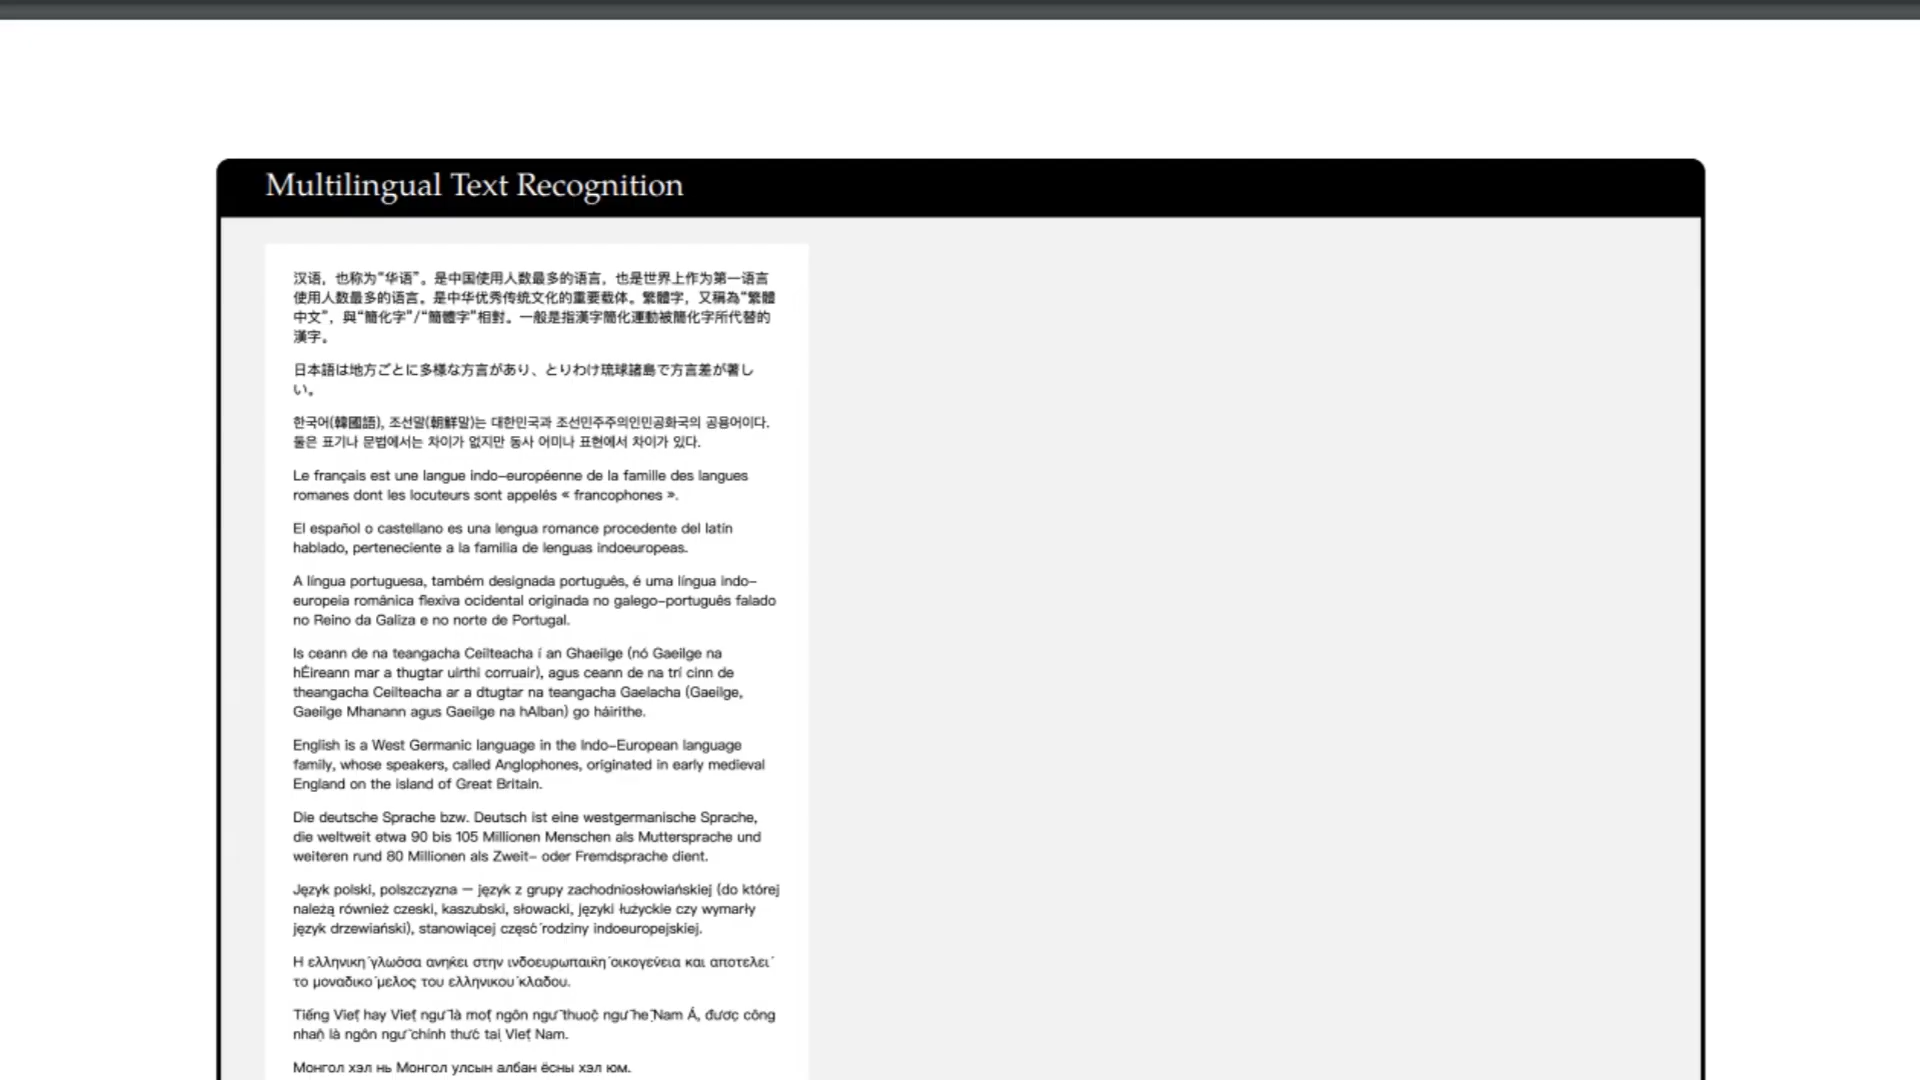 Multilingual Text Recognition
汉语，也称为“华语”。是中国使用人数最多的语言，也是世界上作为第一语言
使用人数最多的语言。是中华优秀传统文化的重要载体。繁體字，又稱為“繁體
中文”，與“簡化字”/“簡體字”相對。一般是指漢字簡化運動被簡化字所代替的
漢字。
日本語は地方ごとに多様な方言があり、とりわけ琉球諸島で方言差が著し
い。
한국어(韓國語), 조선말(朝鮮말)는 대한민국과 조선민주주의인민공화국의 공용어이다.
둘은 표기나 문법에서는 차이가 없지만 동사 어미나 표현에서 차이가 있다.
Le français est une langue indo-européenne de la famille des langues
romanes dont les locuteurs sont appelés « francophones ».
El español o castellano es una lengua romance procedente del latín
hablado, perteneciente a la familia de lenguas indoeuropeas.
A língua portuguesa, também designada português, é uma língua indo-
europeia românica flexiva ocidental originada no galego-português falado
no Reino da Galiza e no norte de Portugal.
Is ceann de na teangacha Ceilteacha í an Ghaeilge (nó Gaeilge na
hÉireann mar a thugtar uirthi corruair), agus ceann de na trí cinn de
theangacha Ceilteacha ar a dtugtar na teangacha Gaelacha (Gaeilge,
Gaeilge Mhanann agus Gaeilge na hAlban) go háirithe.
English is a West Germanic language in the Indo-European language
family, whose speakers, called Anglophones, originated in early medieval
England on the island of Great Britain.
Die deutsche Sprache bzw. Deutsch ist eine westgermanische Sprache,
die weltweit etwa 90 bis 105 Millionen Menschen als Muttersprache und
weiteren rund 80 Millionen als Zweit- oder Fremdsprache dient.
Język polski, polszczyzna – język z grupy zachodniosłowiańskiej (do której
należą również czeski, kaszubski, słowacki, języki łużyckie czy wymarły
język drzewiański), stanowiącej część rodziny indoeuropejskiej.
Η ελληνική γλώσσα ανήκει στην ινδοευρωπαϊκή οικογένεια και αποτελεί
το μοναδικό μέλος του ελληνικού κλάδου.
Tiếng Việt hay Việt ngữ là một ngôn ngữ thuộc ngữ hệ Nam Á, được công
nhận là ngôn ngữ chính thức tại Việt Nam.
Монгол хэл нь Монгол улсын албан ёсны хэл юм.